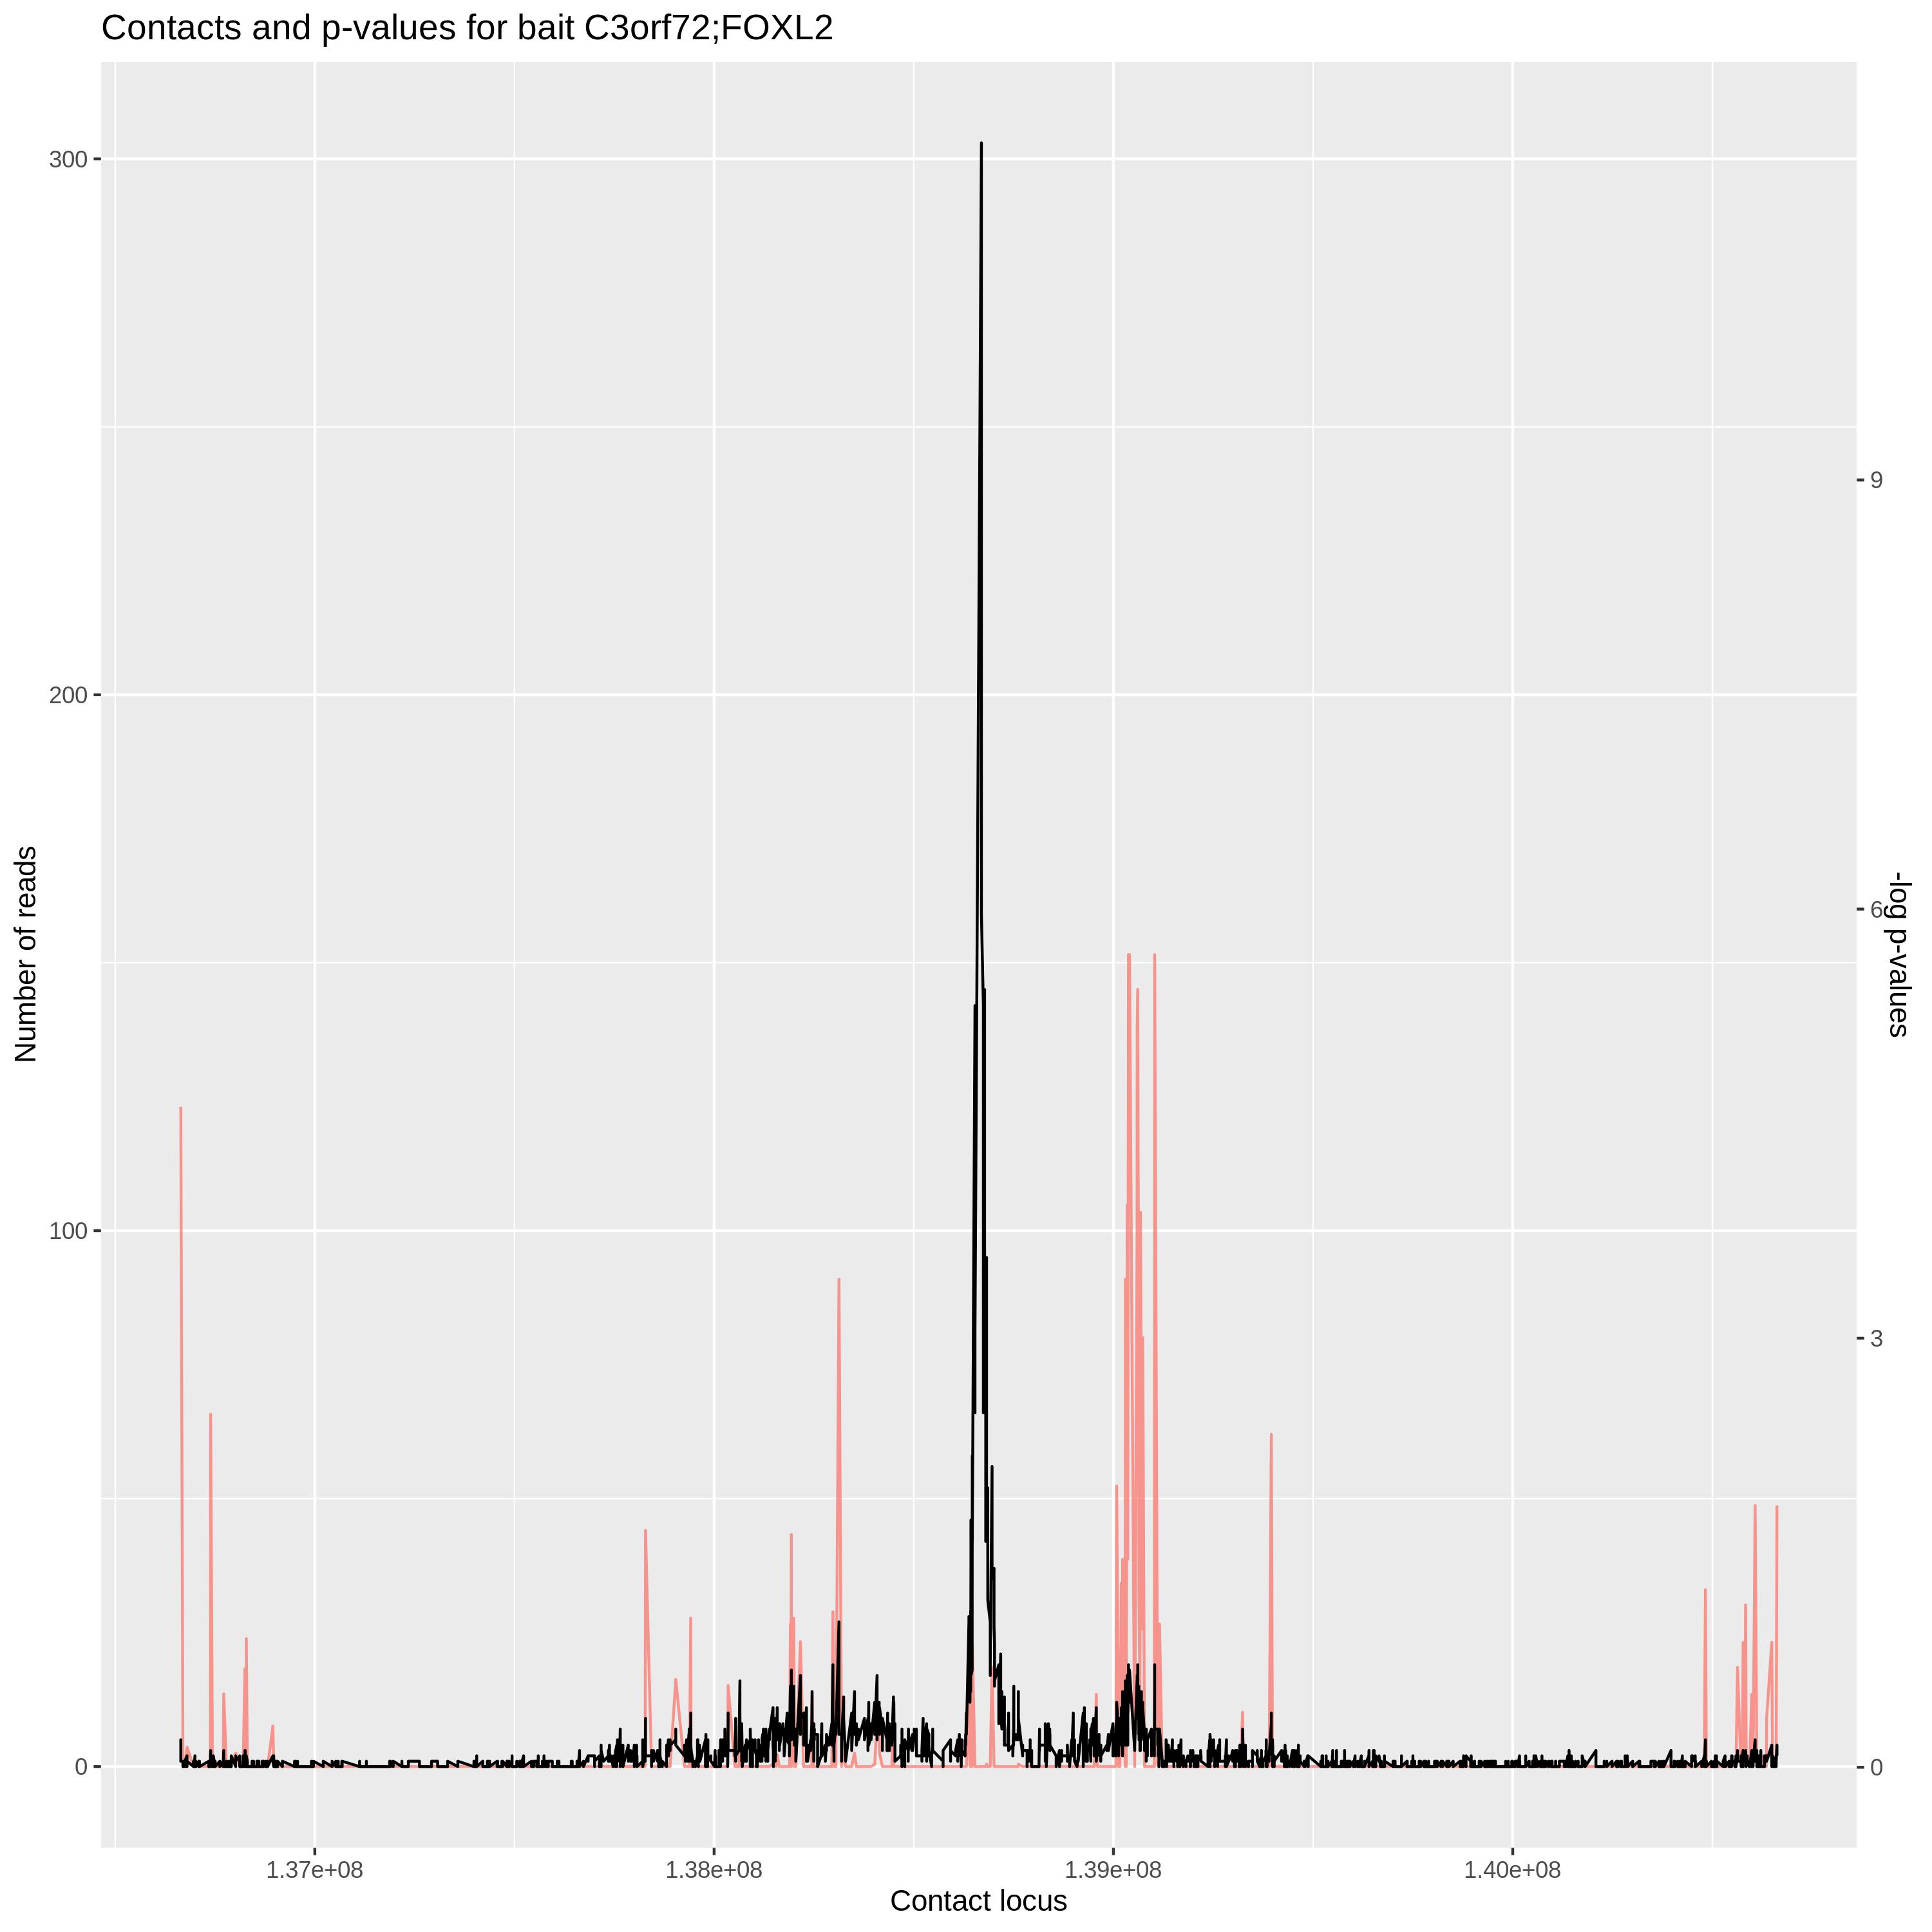 Contacts and p-values for bait C3orf72;FOXL2
300
200
100
0
Number of reads
9
6
3
0
-log p-values
1.37e+08
1.38e+08
1.39e+08
1.40e+08
Contact locus